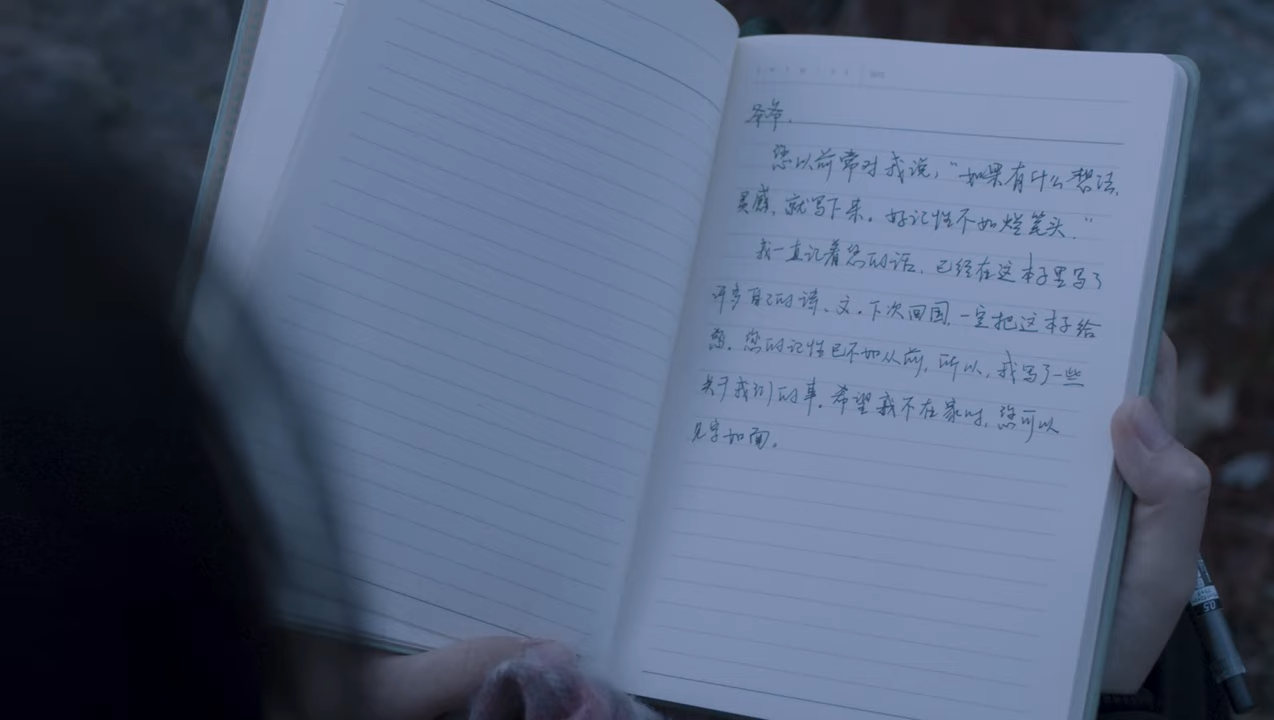 爷爷,
您以前常对我说,“如果有什么想法、
灵感,就写下来。好记性不如烂笔头。”
我一直记着您的话,已经在这本子里写了
许多自己的诗、文。下次回国,一定把这本子给
您。您的记性已不如从前,所以,我写了一些
关于我们的事。希望我不在家时,您可以
见字如面。
05